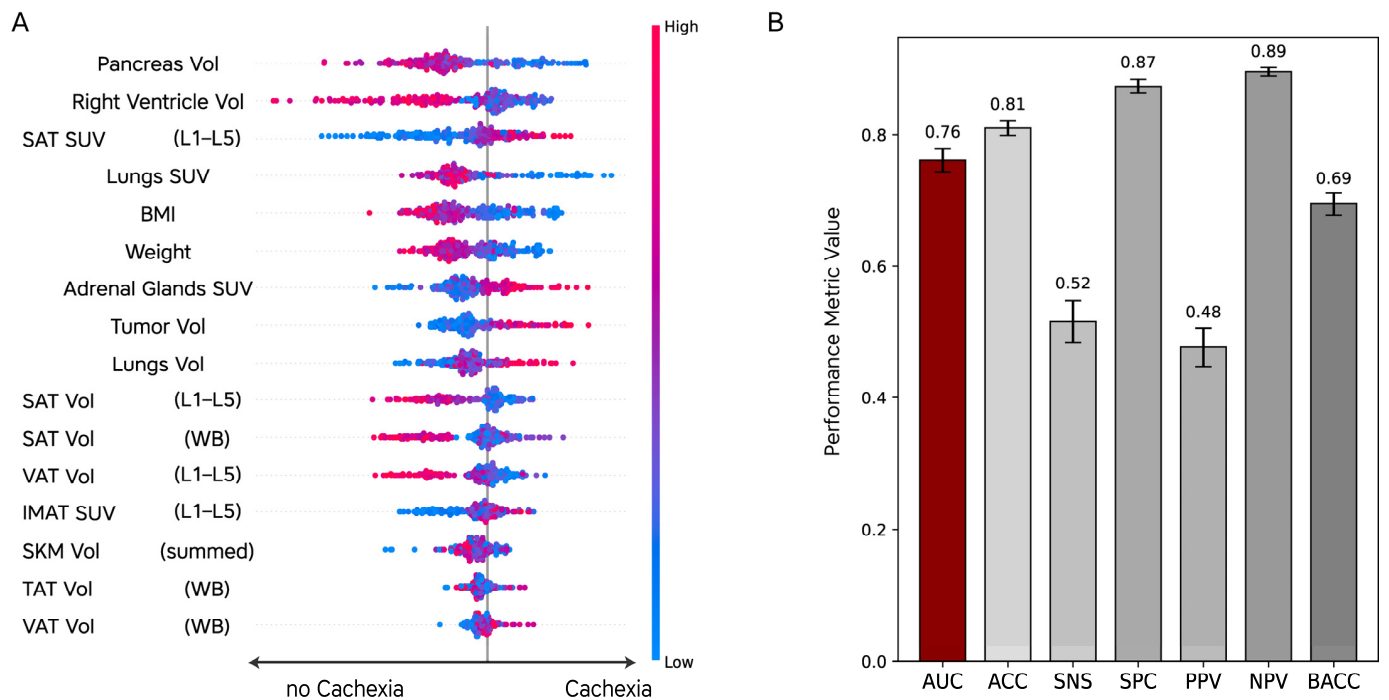 A
High
Pancreas Vol
Right Ventricle Vol
SAT SUV (L1–L5)
Lungs SUV
BMI
Weight
Adrenal Glands SUV
Tumor Vol
Lungs Vol
SAT Vol (L1–L5)
SAT Vol (WB)
VAT Vol (L1–L5)
IMAT SUV (L1–L5)
SKM Vol (summed)
TAT Vol (WB)
VAT Vol (WB)
Low
no Cachexia Cachexia
B
Performance Metric Value
0.8
0.6
0.4
0.2
0.0
0.76
0.81
0.52
0.87
0.48
0.89
0.69
AUC ACC SNS SPC PPV NPV BACC